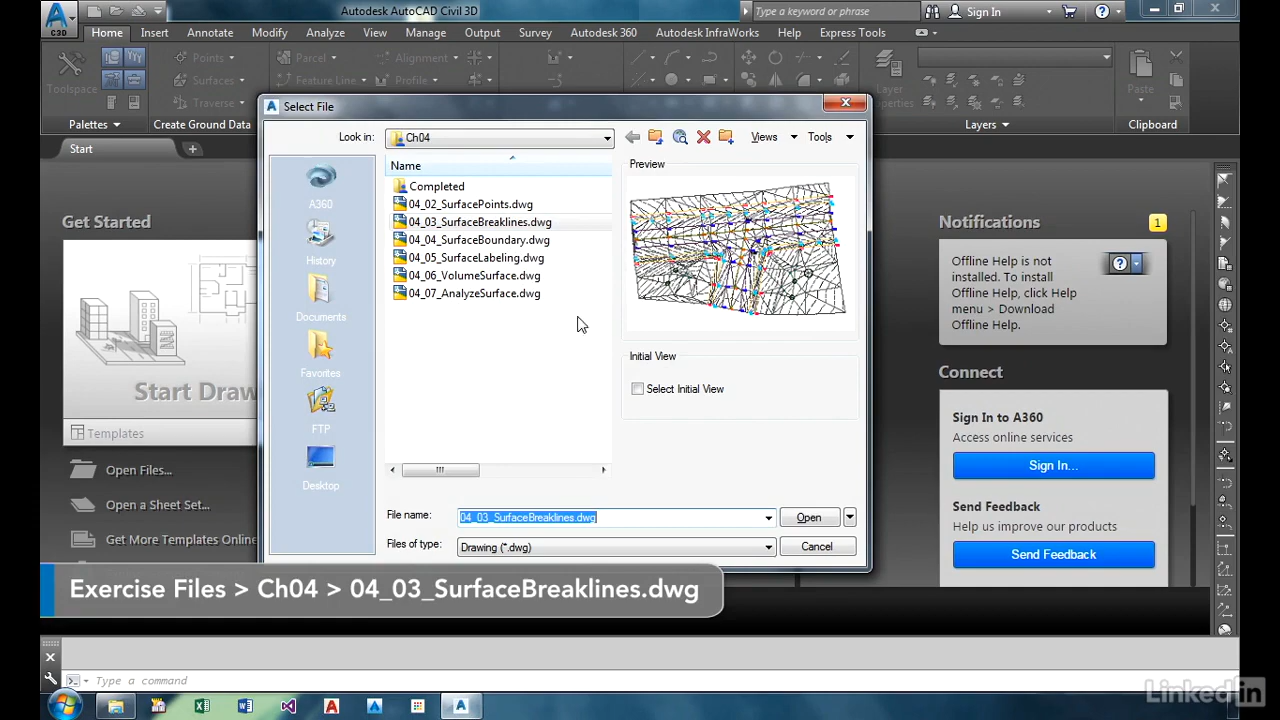 Autodesk AutoCAD Civil 3D
Type a keyword or phrase
Sign In
C3D
Home Insert Annotate Modify Analyze View Manage Output Survey Autodesk 360 Autodesk InfraWorks Help Express Tools
Toolspace
Points
Surfaces
Traverse
Parcel
Feature Line
Alignment
Profile
Layer
Properties
Paste
Palettes
Create Ground Data
Layers
Clipboard
Start
Select File
Look in:
Ch04
Views
Tools
Name
Completed
04_02_SurfacePoints.dwg
04_03_SurfaceBreaklines.dwg
04_04_SurfaceBoundary.dwg
04_05_SurfaceLabeling.dwg
04_06_VolumeSurface.dwg
04_07_AnalyzeSurface.dwg
A360
History
Documents
Favorites
FTP
Desktop
Preview
Initial View
Select Initial View
File name:
04_03_SurfaceBreaklines.dwg
Open
Files of type:
Drawing (*.dwg)
Cancel
Get Started
Start Draw
Templates
Open Files...
Open a Sheet Set...
Get More Templates Online
Notifications
1
Offline Help is not
installed. To install
Offline Help, click Help
menu > Download
Offline Help.
Connect
Sign In to A360
Access online services
Sign In...
Send Feedback
Help us improve our products
Send Feedback
Exercise Files > Ch04 > 04_03_SurfaceBreaklines.dwg
Type a command
LinkedIn